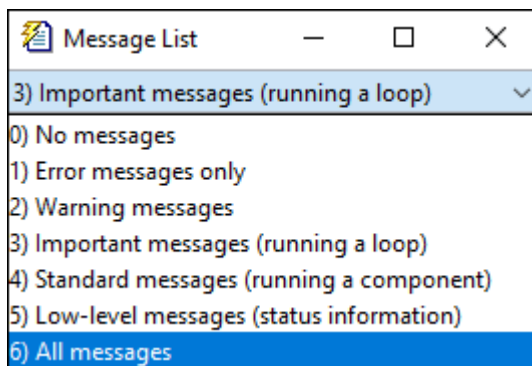 Message List
3) Important messages (running a loop)
0) No messages
1) Error messages only
2) Warning messages
3) Important messages (running a loop)
4) Standard messages (running a component)
5) Low-level messages (status information)
6) All messages